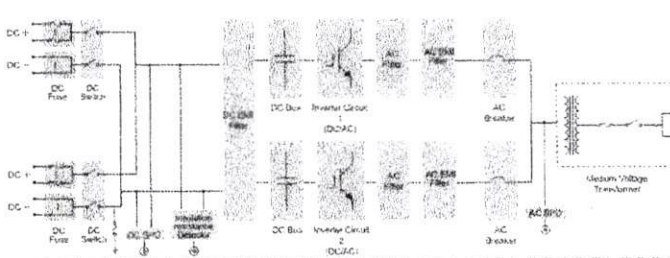 DC +
DC -
DC
Fuse
DC
Switch
DC +
DC -
DC
Fuse
DC
Switch
DC SPD
Insulation
resistance
Detector
DC EMI
Filter
DC Bus
Inverter Circuit
1
(DC/AC)
AC
Filter
AC EMI
Filter
AC
Breaker
DC Bus
Inverter Circuit
2
(DC/AC)
AC
Filter
AC EMI
Filter
AC
Breaker
AC SPD
Medium Voltage
Transformer